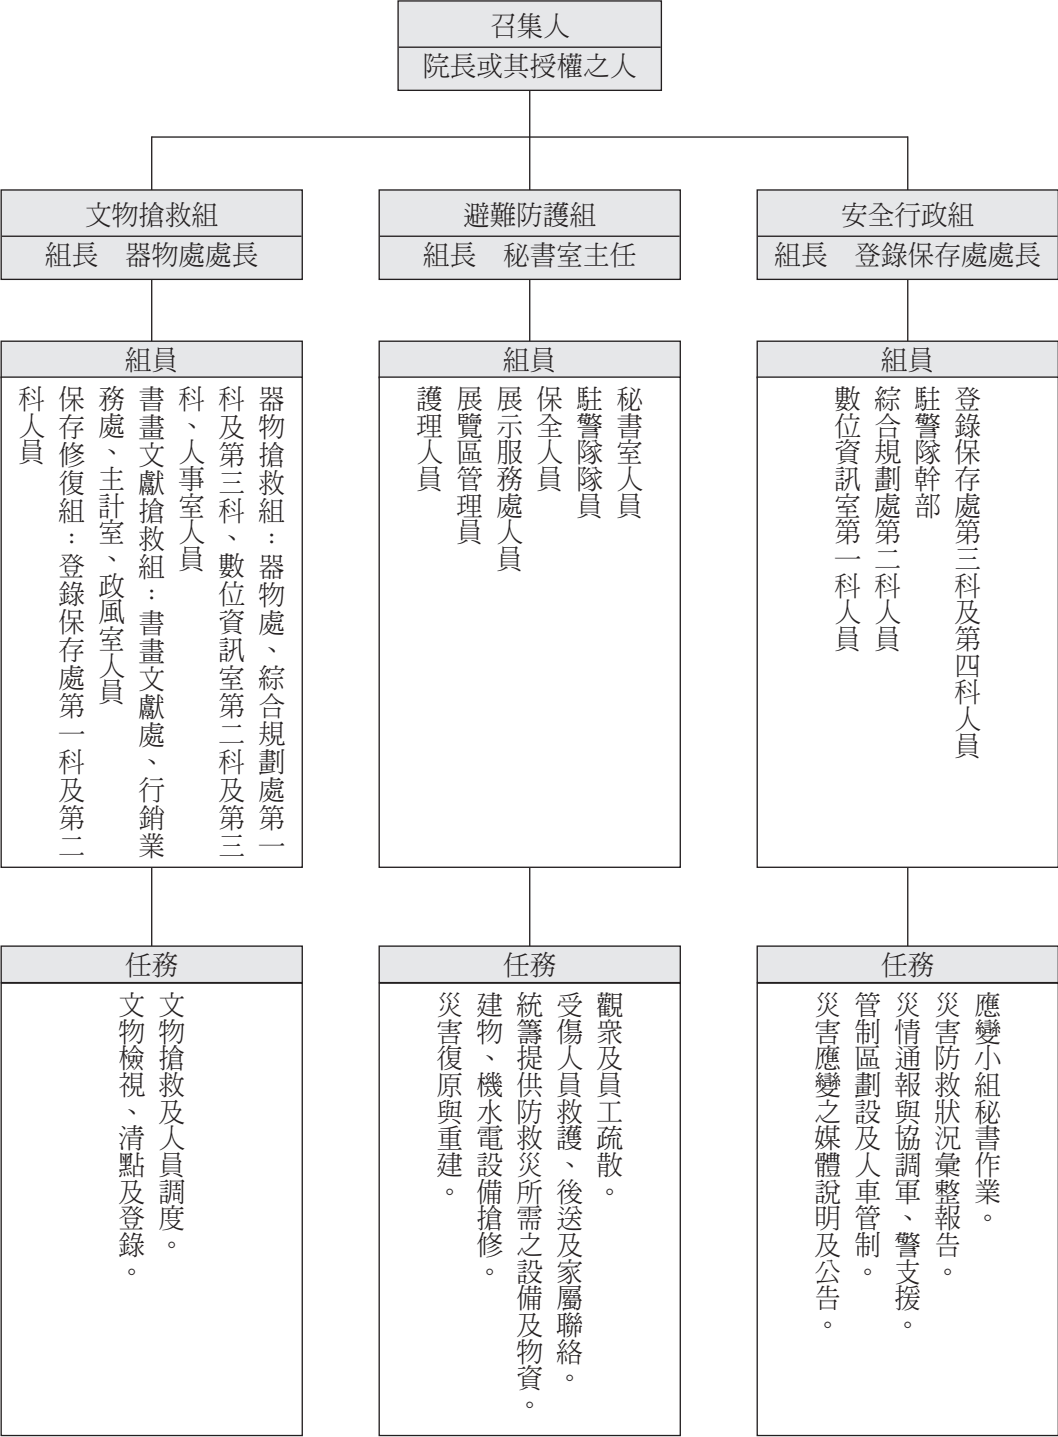 召集人
院長或其授權之人
文物搶救組
組長　器物處處長
組員
器物搶救組：器物處、綜合規劃處第一
科及第三科、數位資訊室第二科及第三
科、人事室人員
書畫文獻搶救組：書畫文獻處、行銷業
務處、主計室、政風室人員
保存修復組：登錄保存處第一科及第二
科人員
任務
文物搶救及人員調度。
文物檢視、清點及登錄。
避難防護組
組長　秘書室主任
組員
秘書室人員
駐警隊隊員
保全人員
展示服務處人員
展覽區管理員
護理人員
任務
觀衆及員工疏散。
受傷人員救護、後送及家屬聯絡。
統籌提供防救災所需之設備及物資。
建物、機水電設備搶修。
災害復原與重建。
安全行政組
組長　登錄保存處處長
組員
登錄保存處第三科及第四科人員
駐警隊幹部
綜合規劃處第二科人員
數位資訊室第一科人員
任務
應變小組秘書作業。
災害防救狀況彙整報告。
災情通報與協調軍、警支援。
管制區劃設及人車管制。
災害應變之媒體說明及公告。